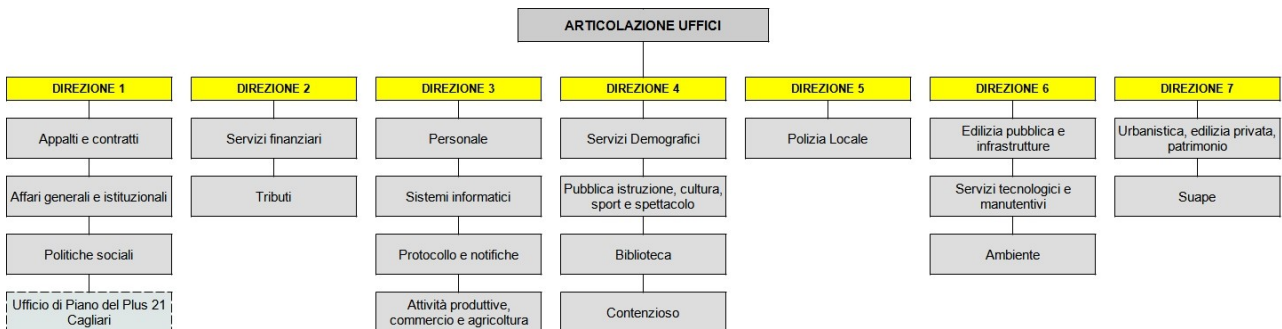 ARTICOLAZIONE UFFICI
DIREZIONE 1
Appalti e contratti
Affari generali e istituzionali
Politiche sociali
Ufficio di Piano del Plus 21
Cagliari
DIREZIONE 2
Servizi finanziari
Tributi
DIREZIONE 3
Personale
Sistemi informatici
Protocollo e notifiche
Attività produttive,
commercio e agricoltura
DIREZIONE 4
Servizi Demografici
Pubblica istruzione, cultura,
sport e spettacolo
Biblioteca
Contenzioso
DIREZIONE 5
Polizia Locale
DIREZIONE 6
Edilizia pubblica e
infrastrutture
Servizi tecnologici e
manutentivi
Ambiente
DIREZIONE 7
Urbanistica, edilizia privata,
patrimonio
Suape